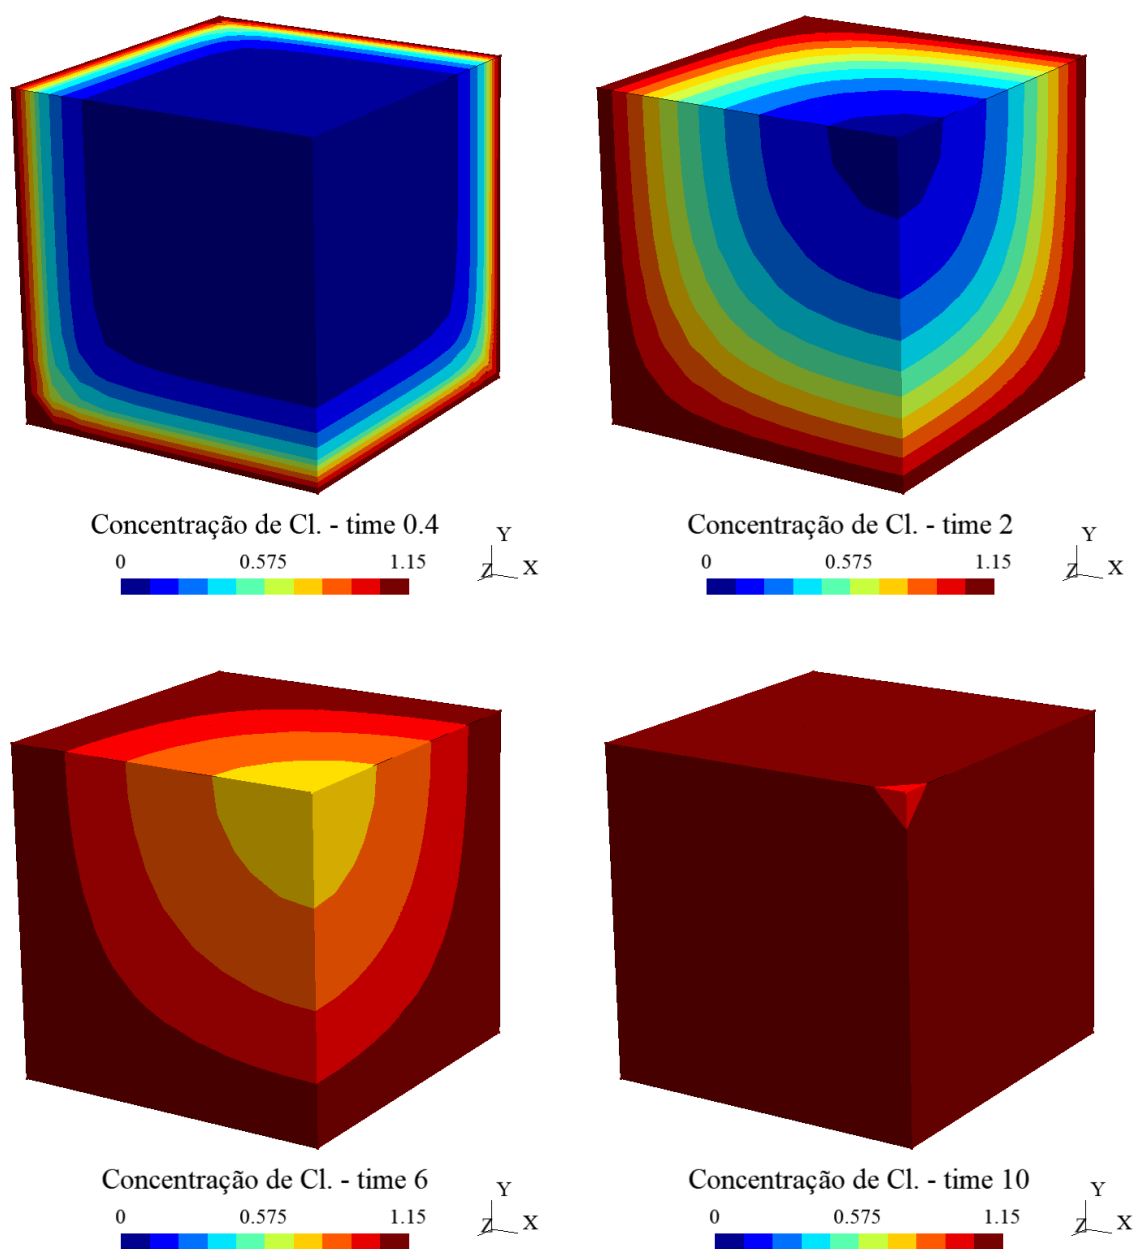 Concentração de Cl. - time 0.4
0 0.575 1.15
Y
Z X
Concentração de Cl. - time 2
0 0.575 1.15
Y
Z X
Concentração de Cl. - time 6
0 0.575 1.15
Y
Z X
Concentração de Cl. - time 10
0 0.575 1.15
Y
Z X